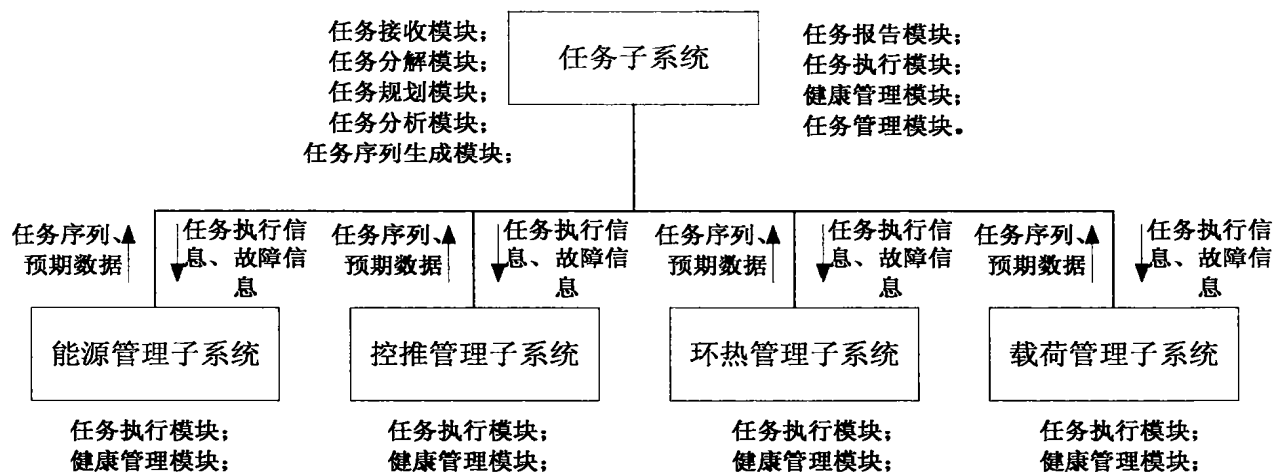 任务接收模块;
任务分解模块;
任务规划模块;
任务分析模块;
任务序列生成模块;
任务子系统
任务报告模块;
任务执行模块;
健康管理模块;
任务管理模块。
任务序列、
预期数据
任务执行信
息、故障信
息
任务序列、
预期数据
任务执行信
息、故障信
息
任务序列、
预期数据
任务执行信
息、故障信
息
任务序列、
预期数据
任务执行信
息、故障信
息
能源管理子系统
控推管理子系统
环热管理子系统
载荷管理子系统
任务执行模块;
健康管理模块;
任务执行模块;
健康管理模块;
任务执行模块;
健康管理模块;
任务执行模块;
健康管理模块;